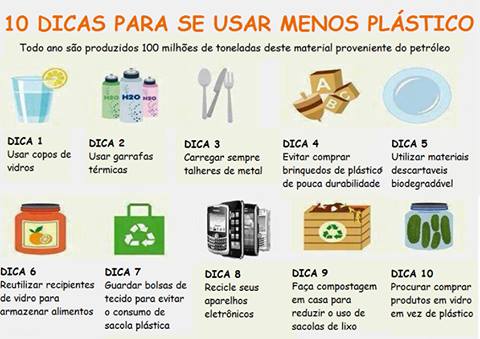 10 DICAS PARA SE USAR MENOS PLÁSTICO
Todo ano são produzidos 100 milhões de toneladas deste material proveniente do petróleo
H2O
H2O
H2O
A
B
C
DICA 1
Usar copos de
vidros
DICA 2
Usar garrafas
térmicas
DICA 3
Carregar sempre
talheres de metal
DICA 4
Evitar comprar
brinquedos de plástico
de pouca durabilidade
DICA 5
Utilizar materiais
descartaveis
biodegradável
DICA 6
Reutilizar recipientes
de vidro para
armazenar alimentos
DICA 7
Guardar bolsas de
tecido para evitar
o consumo de
sacola plástica
DICA 8
Recicle seus
aparelhos
eletrônicos
DICA 9
Faça compostagem
em casa para
reduzir o uso de
sacolas de lixo
DICA 10
Procurar comprar
produtos em vidro
em vez de plástico